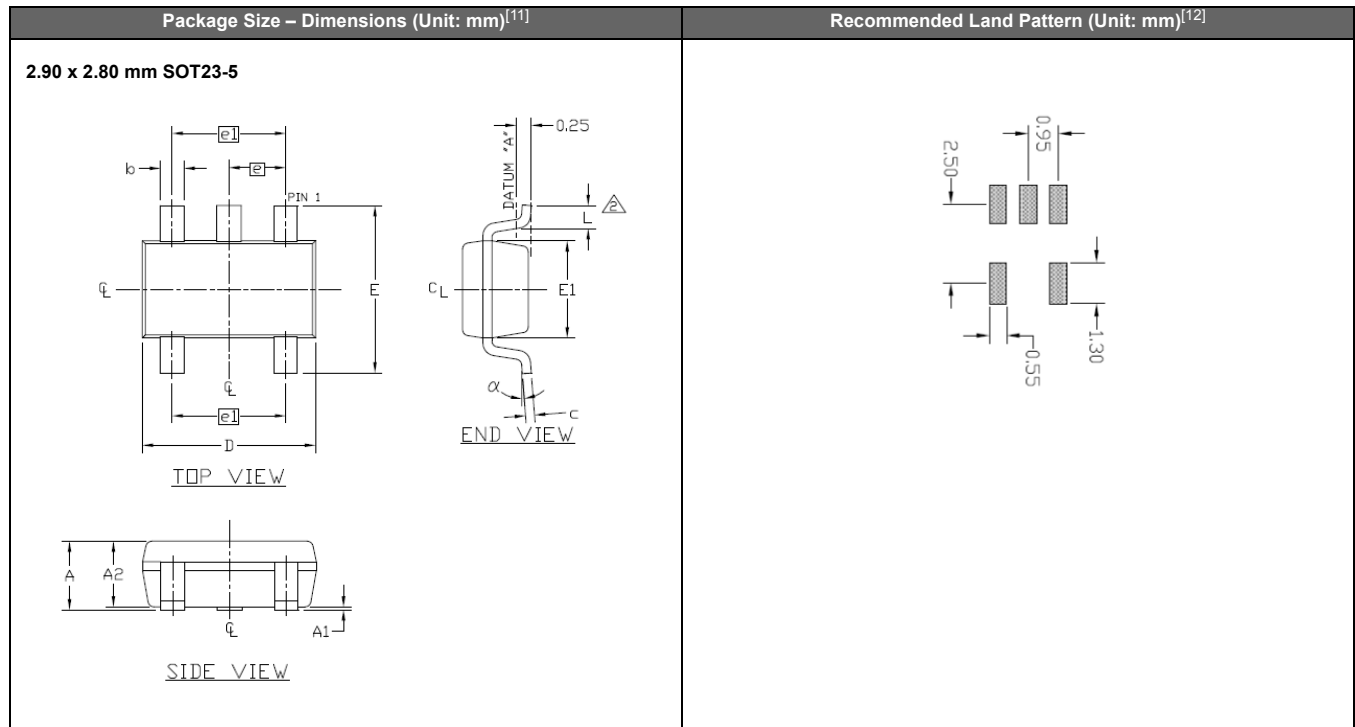 Package Size – Dimensions (Unit: mm)[11]
Recommended Land Pattern (Unit: mm)[12]
2.90 x 2.80 mm SOT23-5
e1
b
e
PIN 1
℄
E
℄
e1
D
TOP VIEW
DATUM "A"
0.25
L
2
CL
E1
α
c
END VIEW
A
A2
℄
A1
SIDE VIEW
2.50
0.95
0.55
1.30